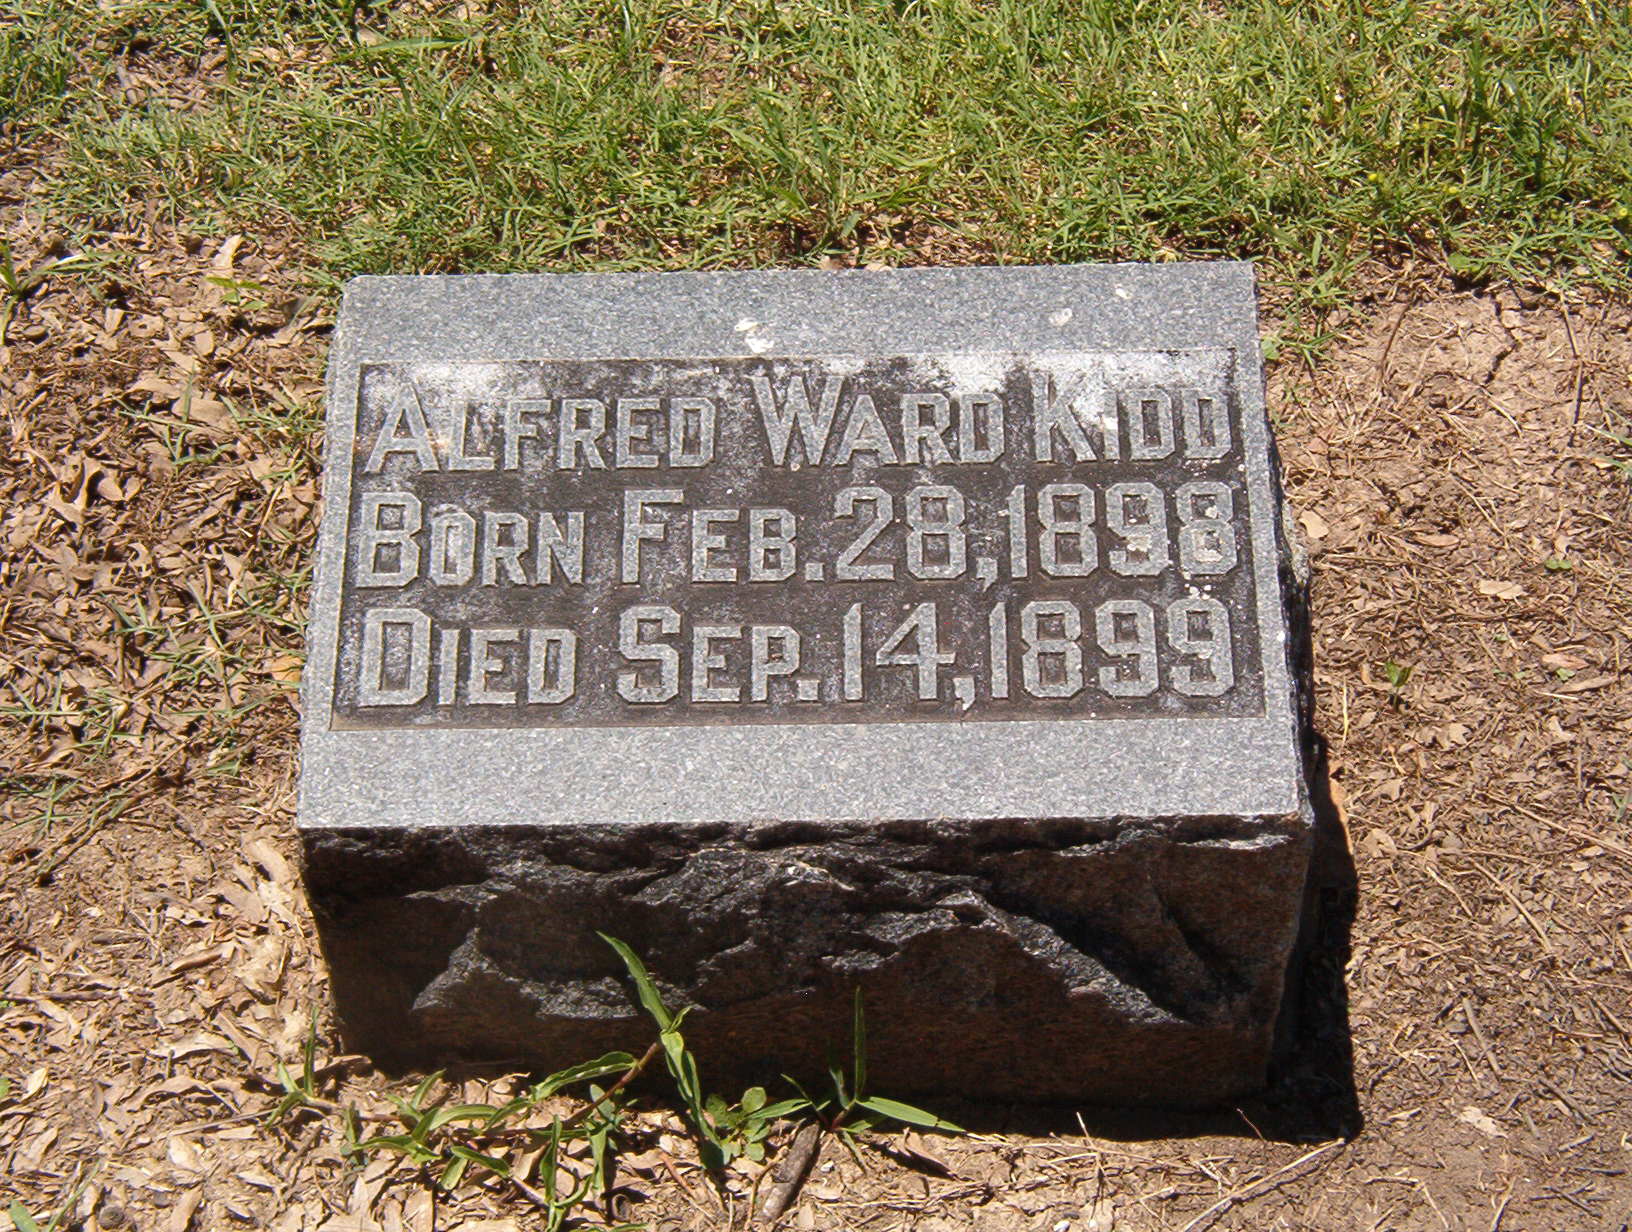 ALFRED WARD KIDD
BORN FEB. 28, 1898
DIED SEP. 14, 1899